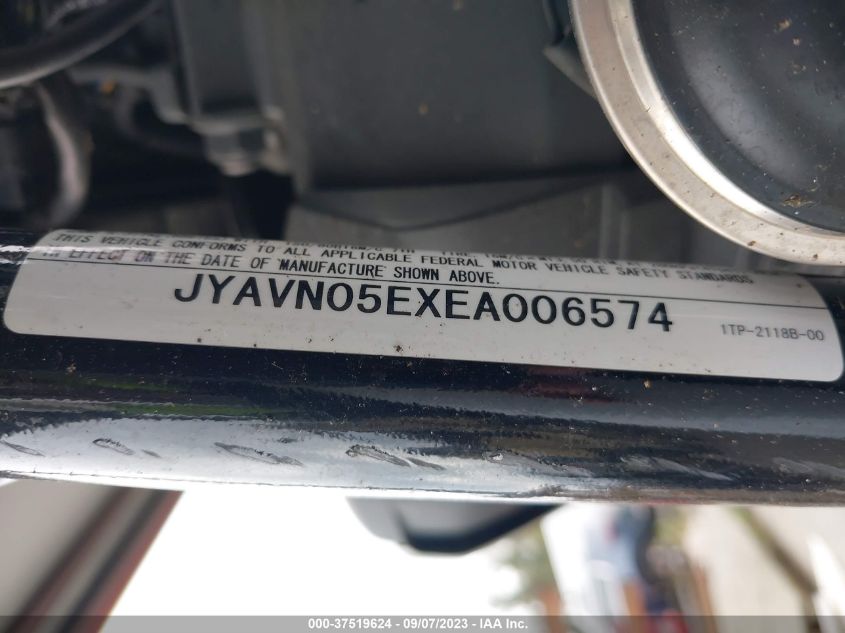 THIS VEHICLE CONFORMS TO ALL APPLICABLE FEDERAL MOTOR VEHICLE SAFETY STANDARDS
IN EFFECT ON THE DATE OF MANUFACTURE SHOWN ABOVE.
JYAVN05EXEA006574
1TP-2118B-00
000-37519624 - 09/07/2023 - IAA Inc.